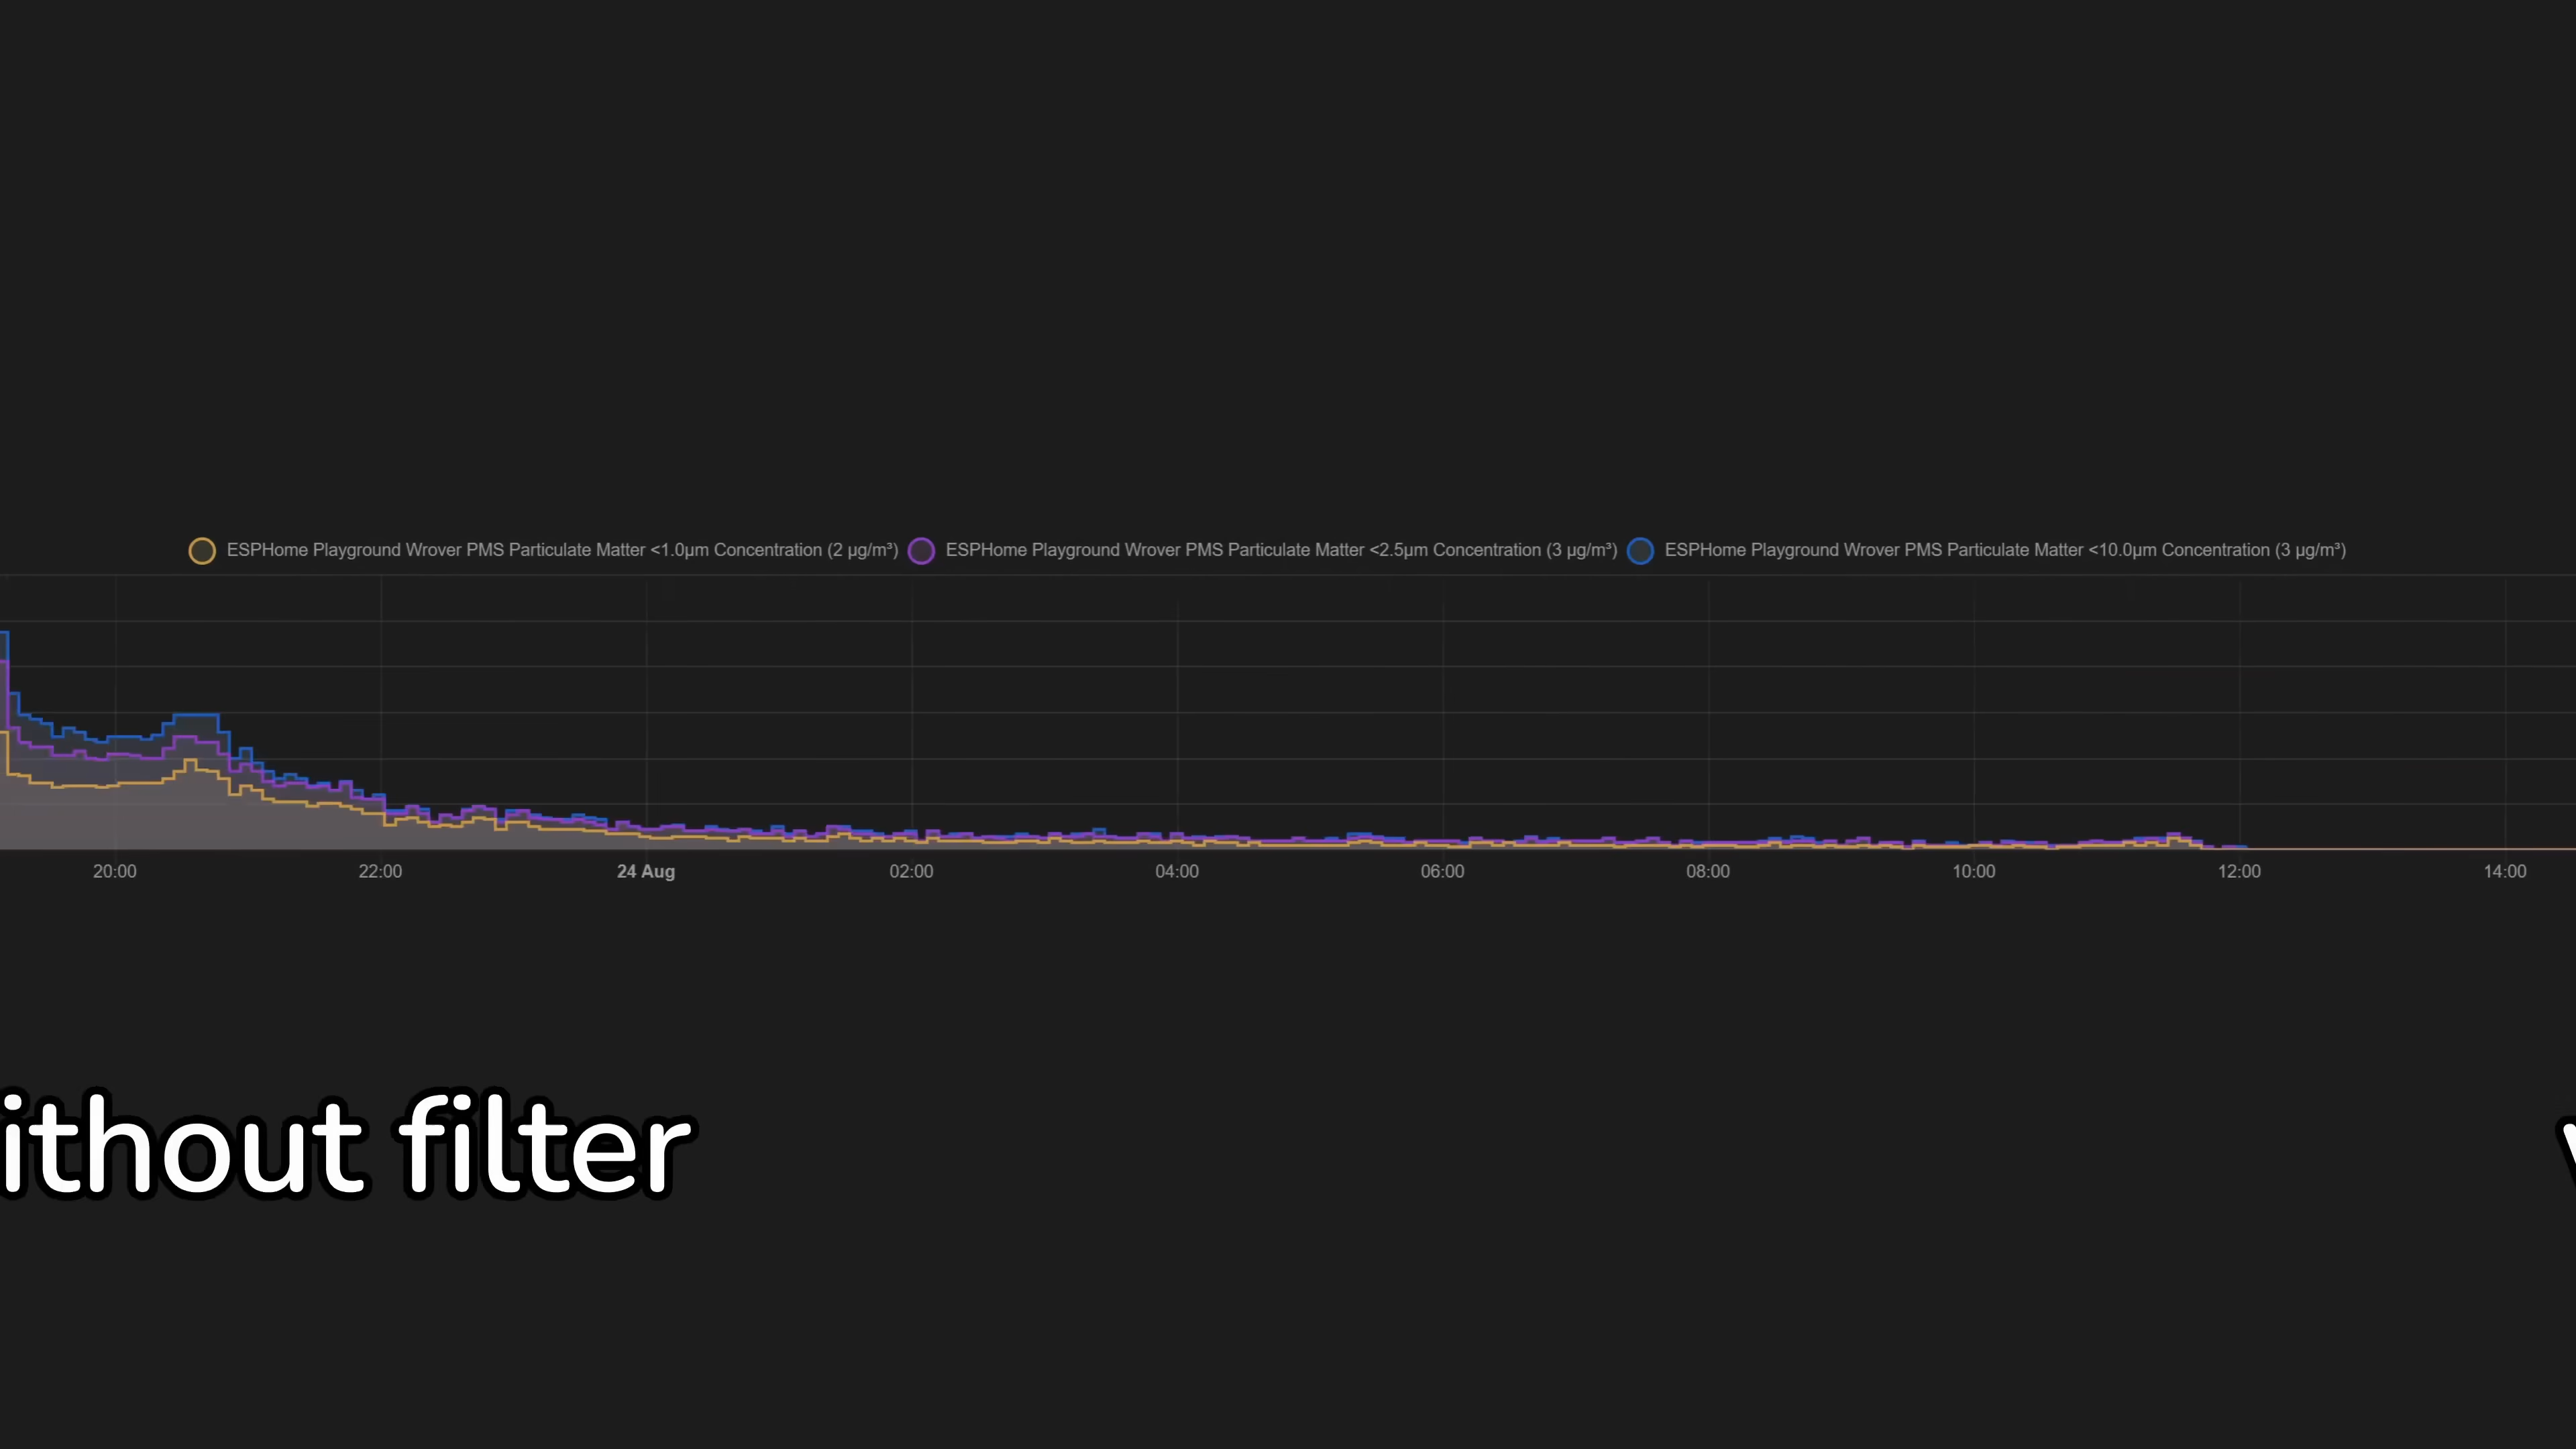 ESPHome Playground Wrover PMS Particulate Matter <1.0μm Concentration (2 μg/m³) ESPHome Playground Wrover PMS Particulate Matter <2.5μm Concentration (3 μg/m³) ESPHome Playground Wrover PMS Particulate Matter <10.0μm Concentration (3 μg/m³)
20:00 22:00 24 Aug 02:00 04:00 06:00 08:00 10:00 12:00 14:00
ithout filter